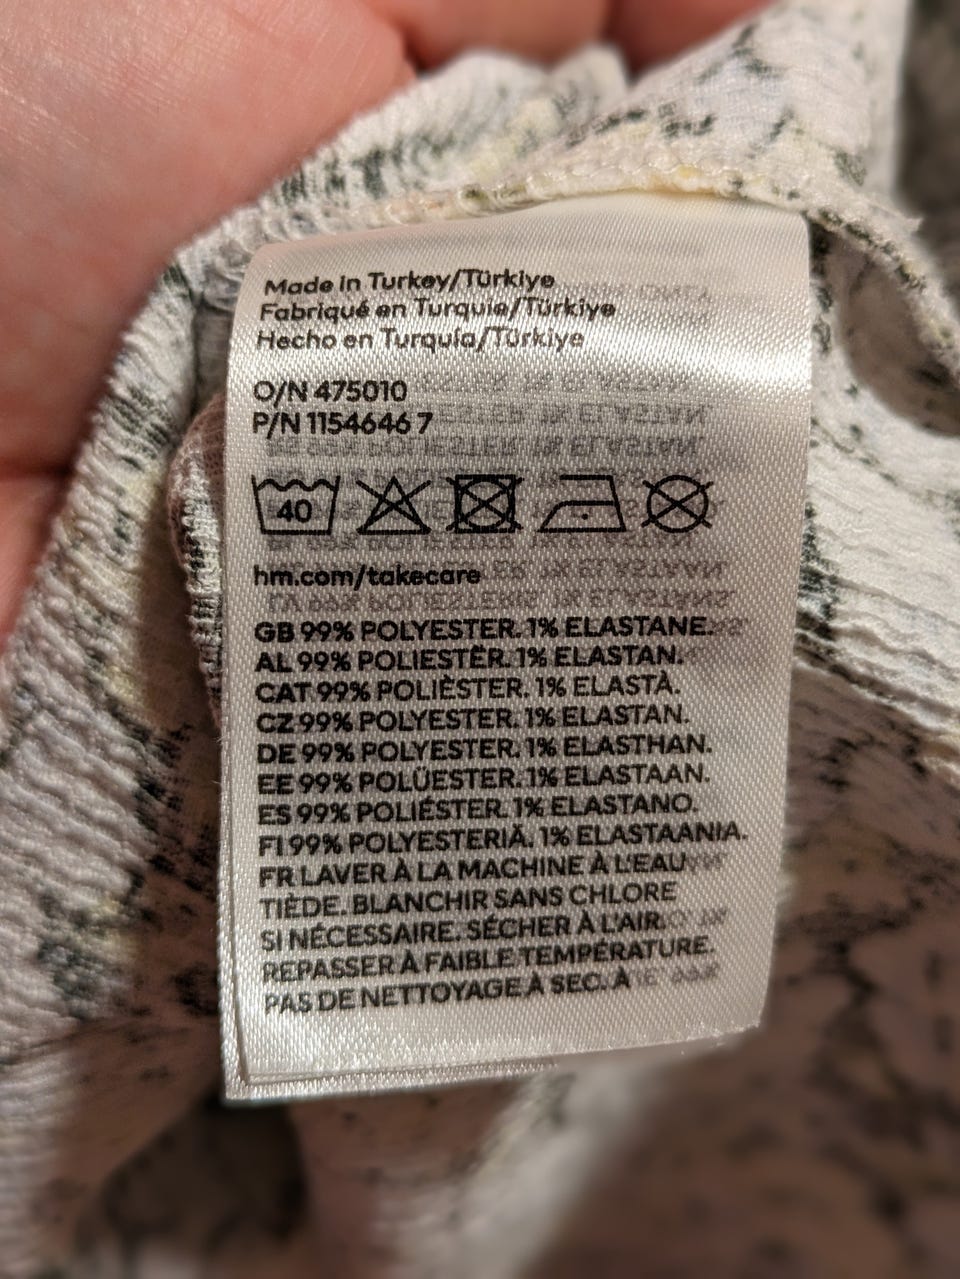 Made in Turkey/Türkiye
Fabriqué en Turquie/Türkiye
Hecho en Turquía/Türkiye
O/N 475010
P/N 1154646 7
40
hm.com/takecare
GB 99% POLYESTER. 1% ELASTANE.
AL 99% POLIESTËR. 1% ELASTAN.
CAT 99% POLIÈSTER. 1% ELASTÀ.
CZ 99% POLYESTER. 1% ELASTAN.
DE 99% POLYESTER. 1% ELASTHAN.
EE 99% POLÜESTER. 1% ELASTAAN.
ES 99% POLIÉSTER. 1% ELASTANO.
FI 99% POLYESTERIÄ. 1% ELASTAANIA.
FR LAVER À LA MACHINE À L'EAU
TIÈDE. BLANCHIR SANS CHLORE
SI NÉCESSAIRE. SÉCHER À L'AIR.
REPASSER À FAIBLE TEMPÉRATURE.
PAS DE NETTOYAGE À SEC. À